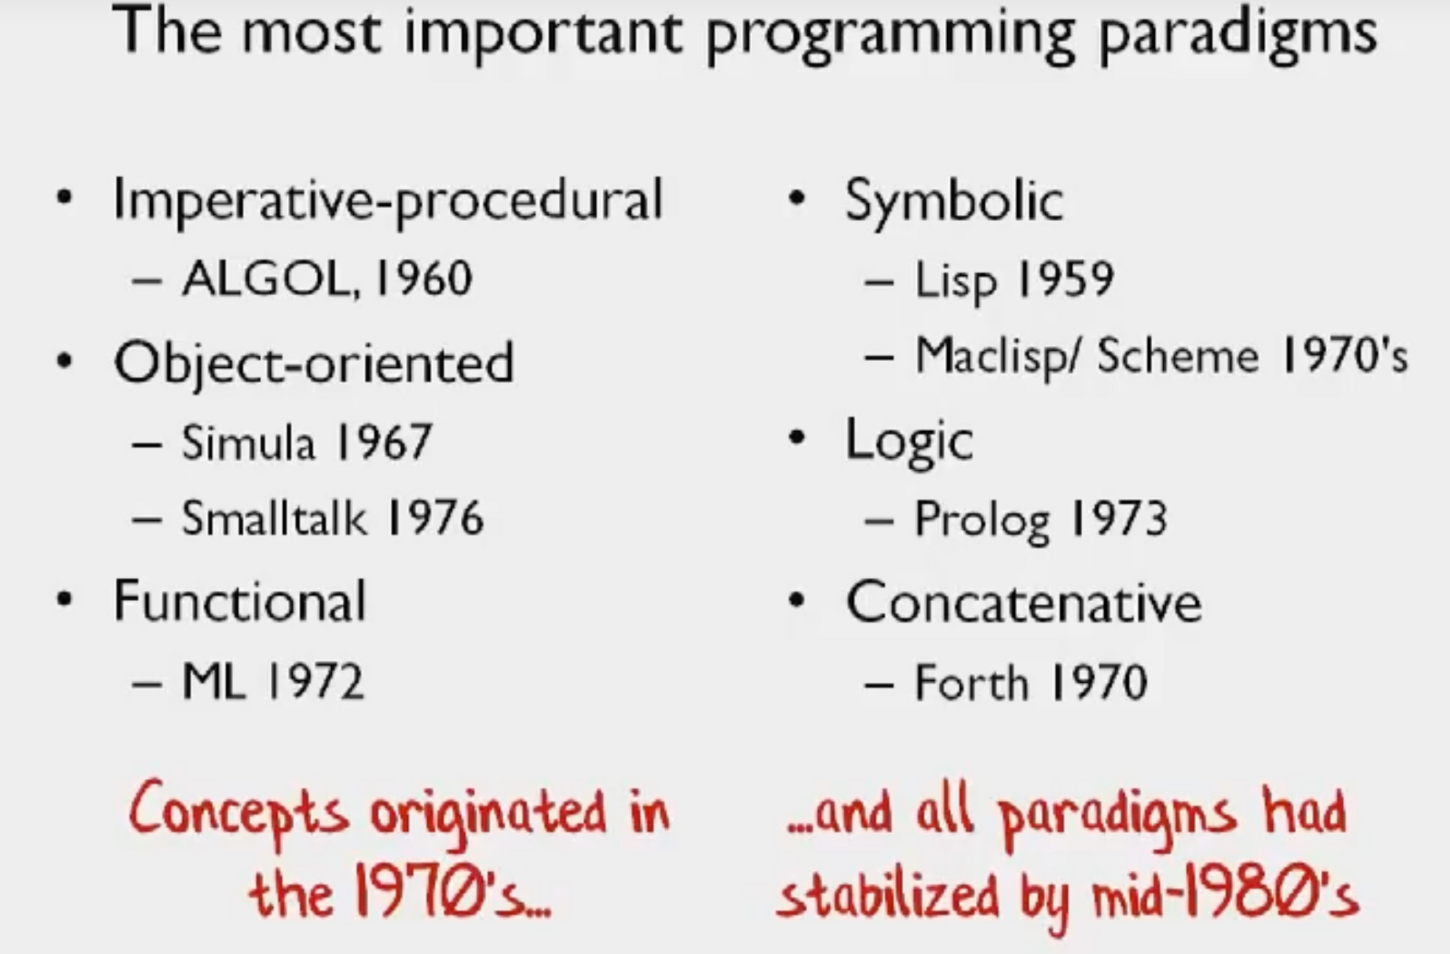 The most important programming paradigms
• Imperative-procedural
– ALGOL, 1960
• Object-oriented
– Simula 1967
– Smalltalk 1976
• Functional
– ML 1972
• Symbolic
– Lisp 1959
– Maclisp/ Scheme 1970's
• Logic
– Prolog 1973
• Concatenative
– Forth 1970
Concepts originated in
the 1970's...
...and all paradigms had
stabilized by mid-1980's